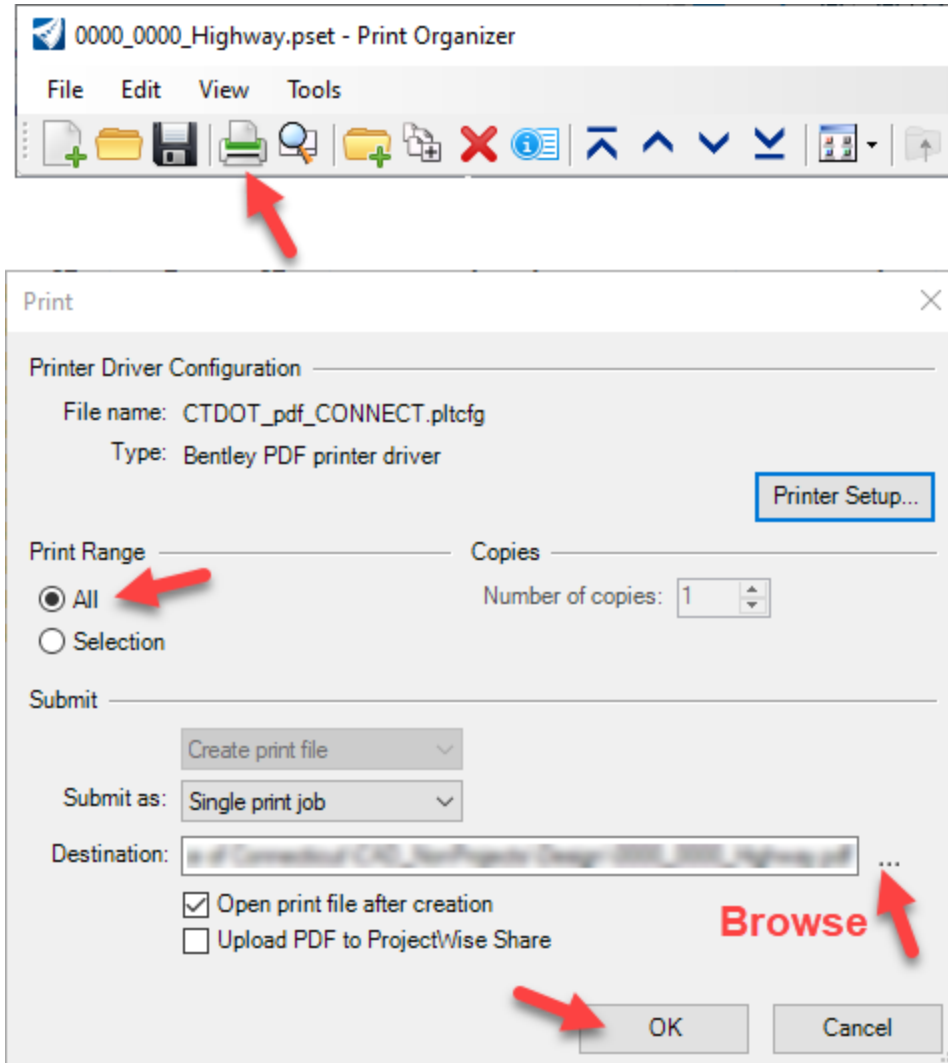 0000_0000_Highway.pset - Print Organizer
File Edit View Tools
Print
Printer Driver Configuration
File name: CTDOT_pdf_CONNECT.pltcfg
Type: Bentley PDF printer driver
Printer Setup...
Print Range Copies
All Number of copies: 1
Selection
Submit
Create print file
Submit as: Single print job
Destination: ...
Open print file after creation
Upload PDF to ProjectWise Share
Browse
OK Cancel